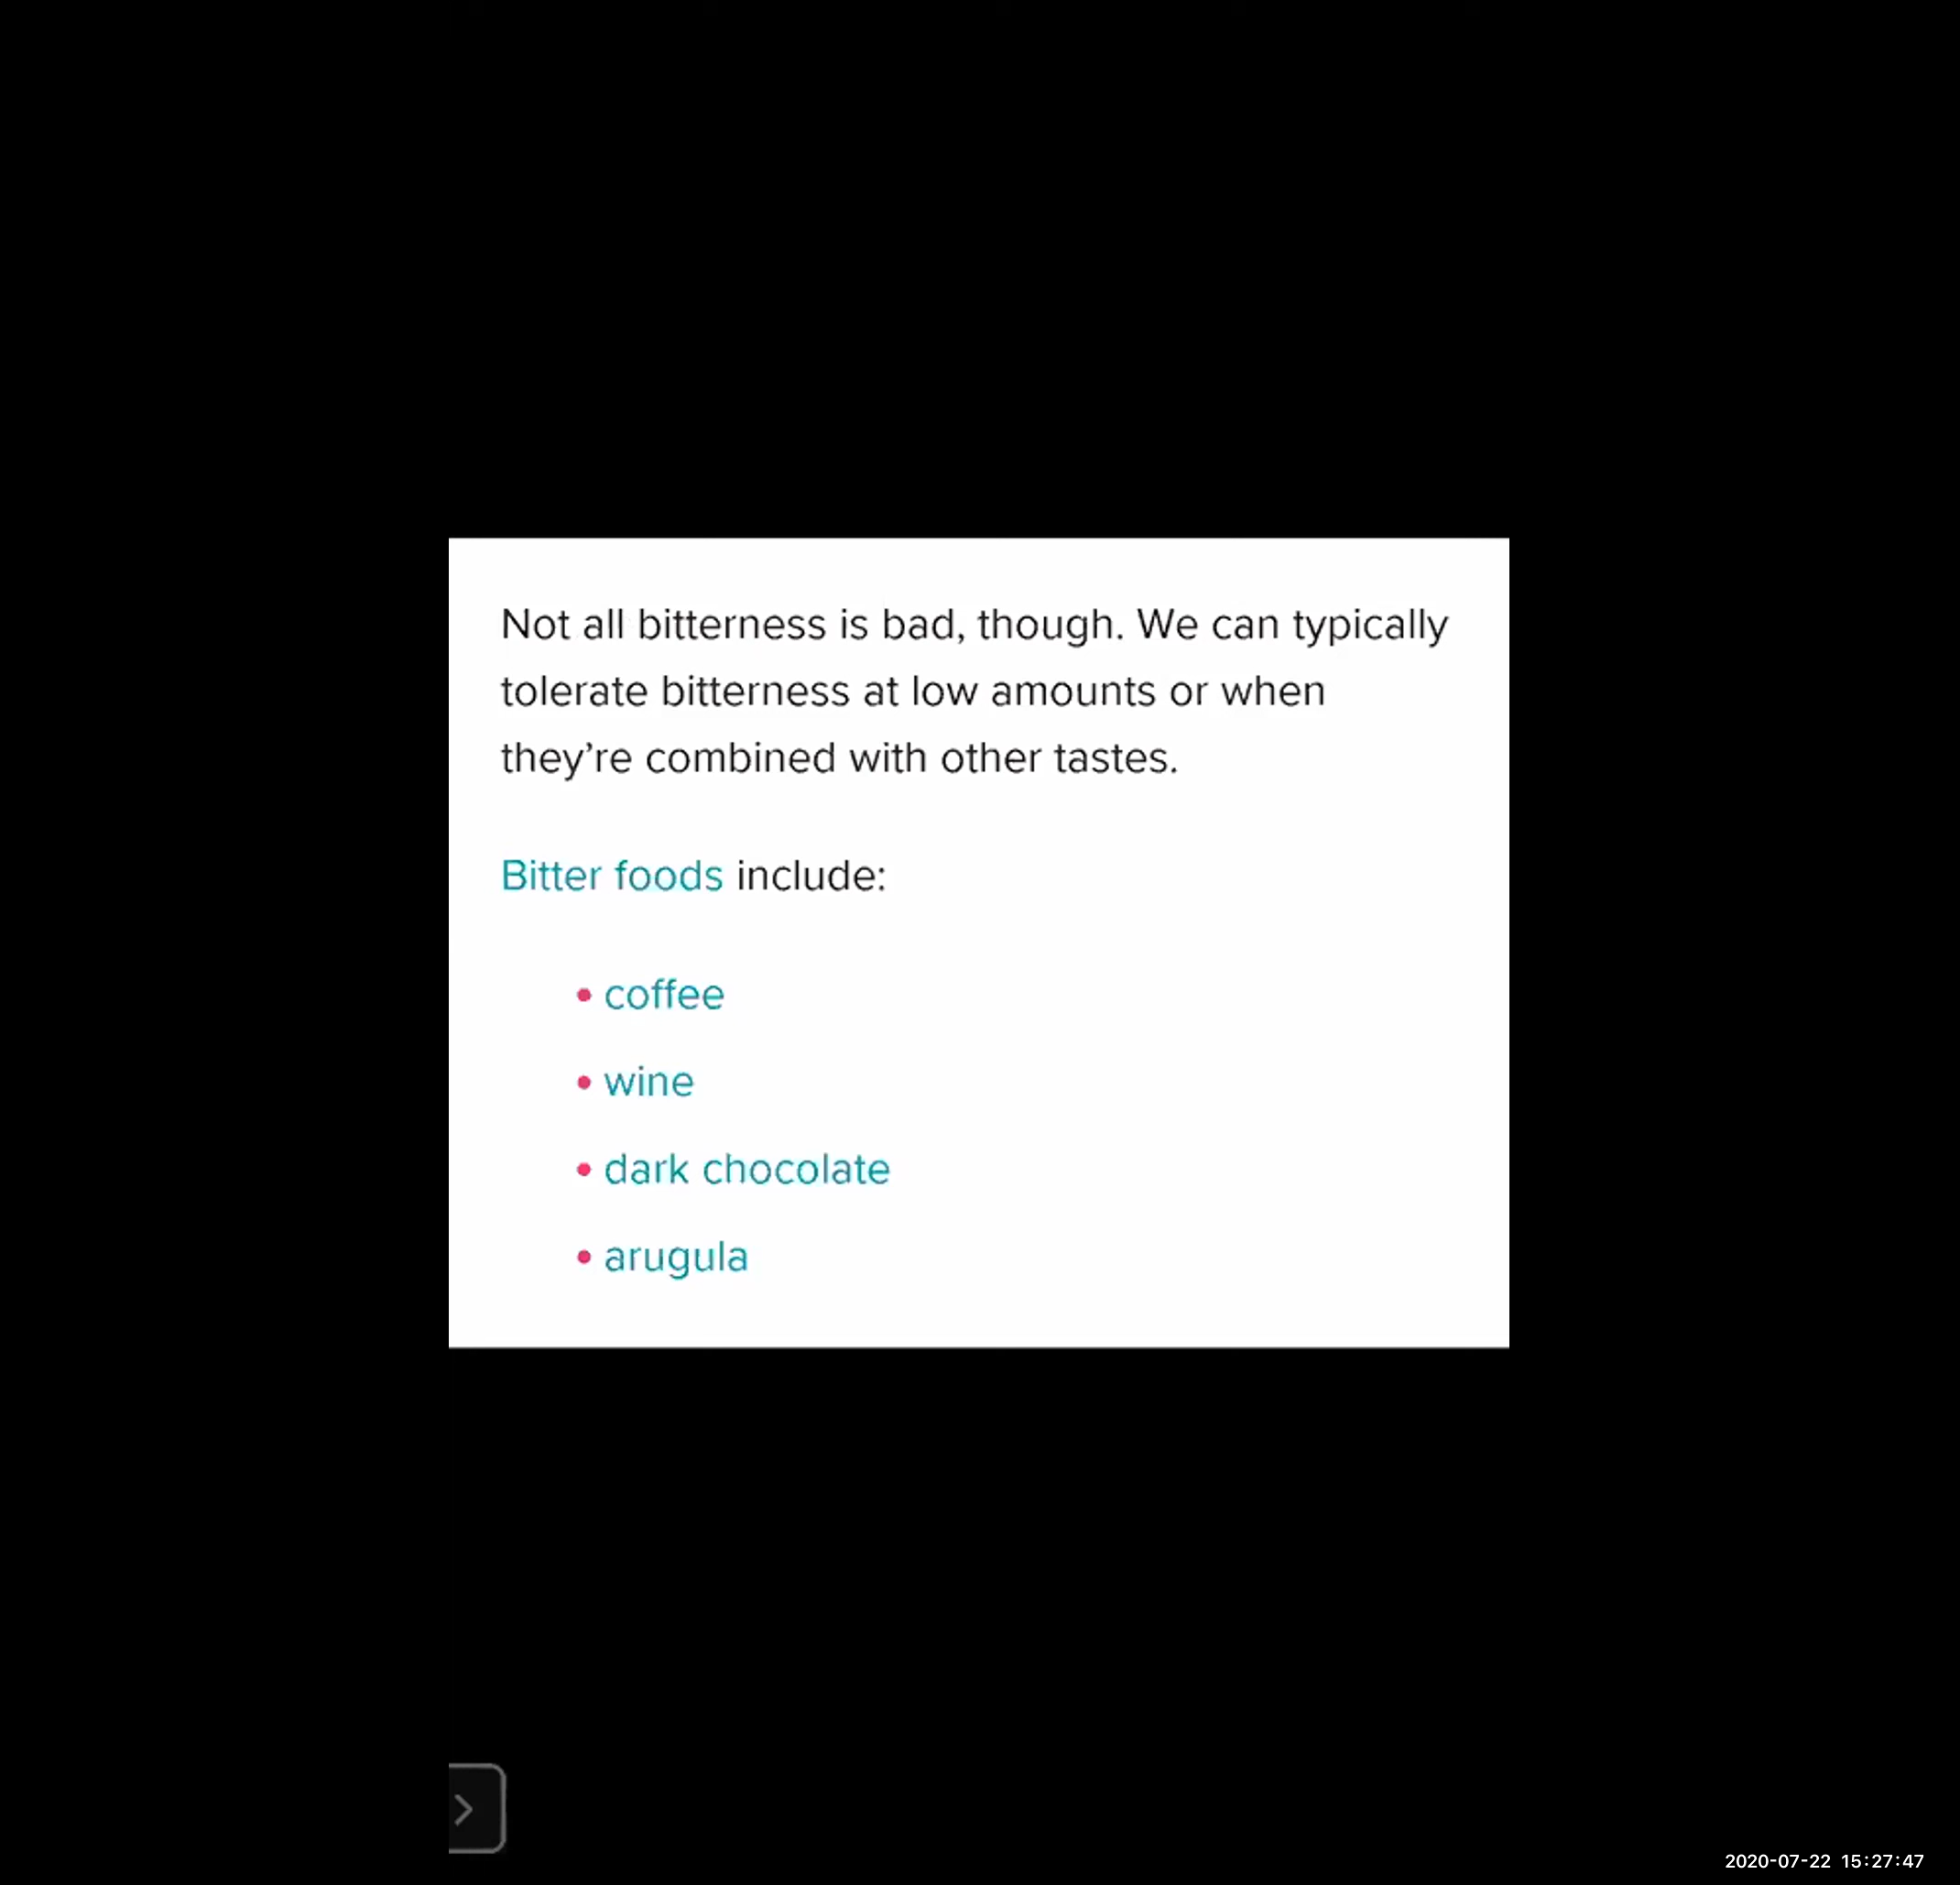 Not all bitterness is bad, though. We can typically
tolerate bitterness at low amounts or when
they’re combined with other tastes.
Bitter foods include:
• coffee
• wine
• dark chocolate
• arugula
2020-07-22 15:27:47